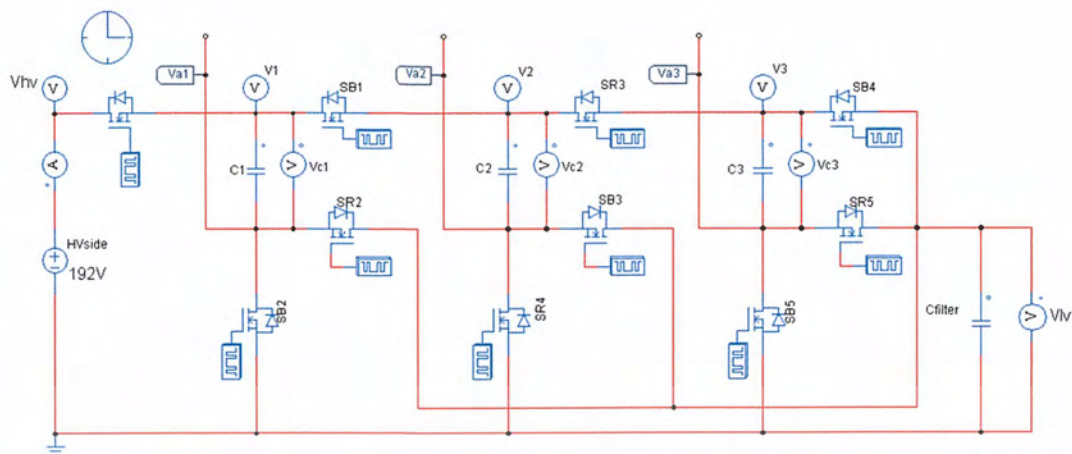 Vhv
V
A
HVside
192V
Va1
V1
V
SB1
C1
V
Vc1
SR2
SB2
Va2
V2
V
SR3
C2
V
Vc2
SB3
SR4
Va3
V3
V
SB4
C3
V
Vc3
SR5
SB5
Cfilter
V
Vlv